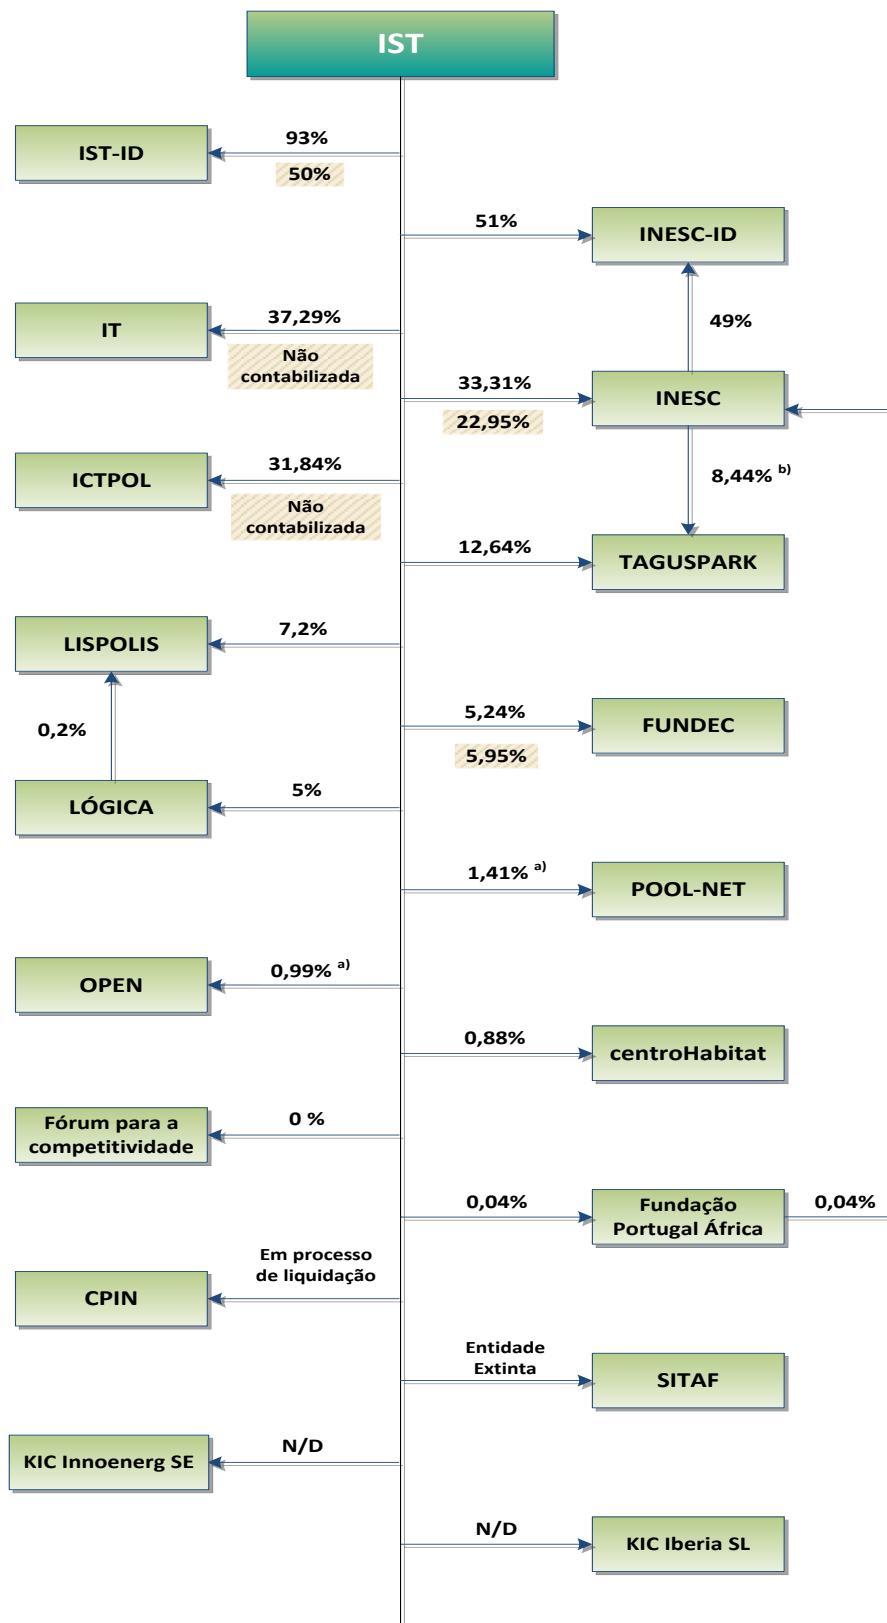 IST
93%
IST-ID
50%
51%
INESC-ID
37,29%
IT
49%
Não
contabilizada
33,31%
INESC
22,95%
31,84%
ICTPOL
8,44% b)
Não
contabilizada
12,64%
TAGUSPARK
7,2%
LISPOLIS
5,24%
FUNDEC
0,2%
5,95%
5%
LÓGICA
1,41% a)
POOL-NET
0,99% a)
OPEN
0,88%
centroHabitat
0 %
Fórum para a
competitividade
0,04%
Fundação
Portugal África
0,04%
Em processo
de liquidação
CPIN
Entidade
Extinta
SITAF
N/D
KIC Innoenerg SE
N/D
KIC Iberia SL